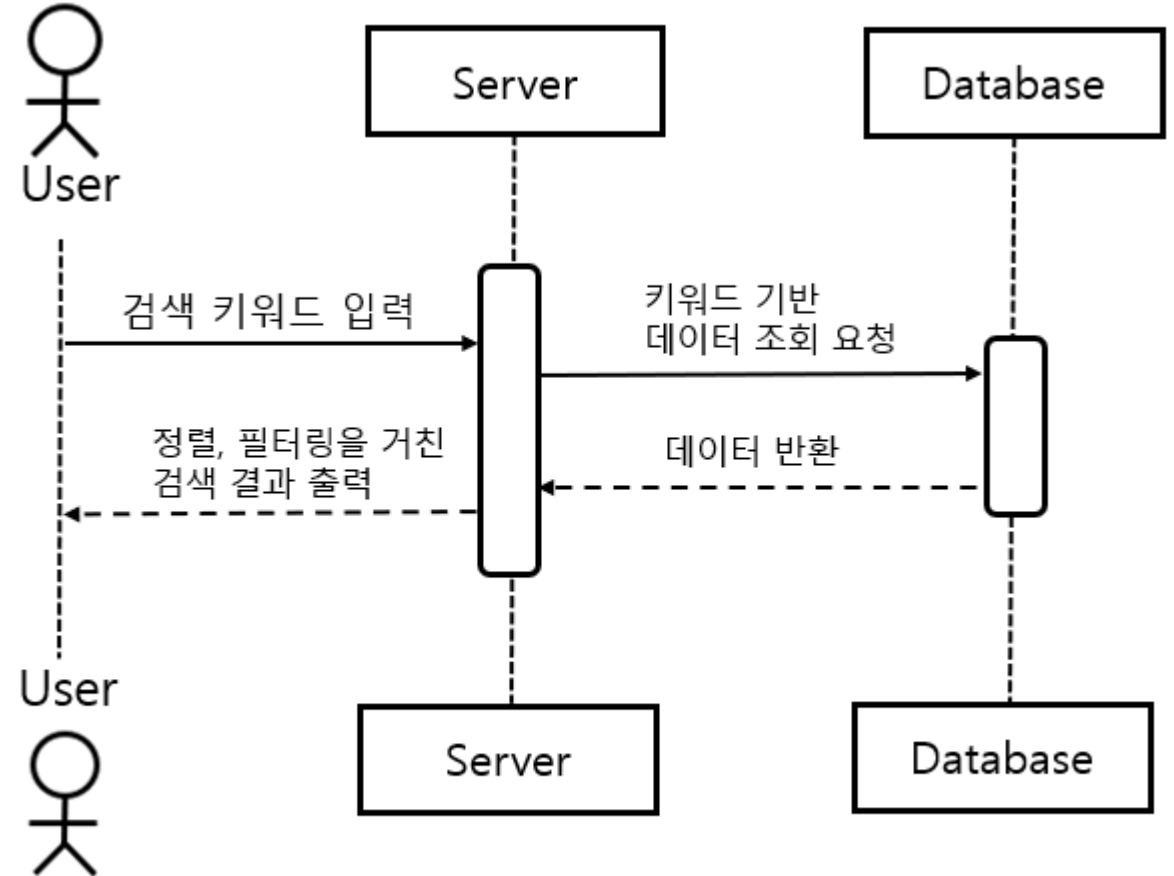 User
Server
Database
검색 키워드 입력
키워드 기반
데이터 조회 요청
정렬, 필터링을 거친
검색 결과 출력
데이터 반환
User
Server
Database